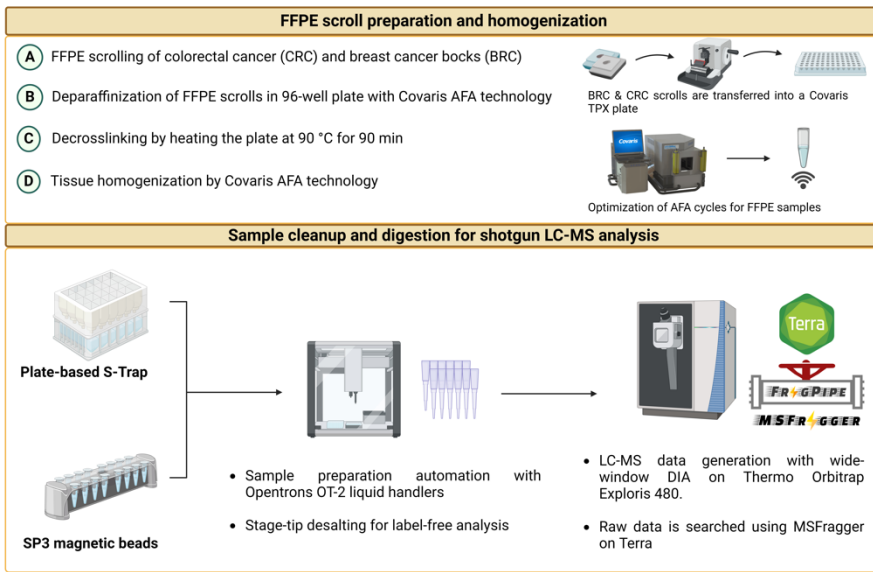 FFPE scroll preparation and homogenization
A FFPE scrolling of colorectal cancer (CRC) and breast cancer bocks (BRC)
B Deparaffinization of FFPE scrolls in 96-well plate with Covaris AFA technology
C Decrosslinking by heating the plate at 90 °C for 90 min
D Tissue homogenization by Covaris AFA technology
BRC & CRC scrolls are transferred into a Covaris
TPX plate
Covaris
Optimization of AFA cycles for FFPE samples
Sample cleanup and digestion for shotgun LC-MS analysis
Plate-based S-Trap
SP3 magnetic beads
• Sample preparation automation with
Opentrons OT-2 liquid handlers
• Stage-tip desalting for label-free analysis
Terra
FRAGPIPE
MSFRAGGER
• LC-MS data generation with wide-
window DIA on Thermo Orbitrap
Exploris 480.
• Raw data is searched using MSFragger
on Terra